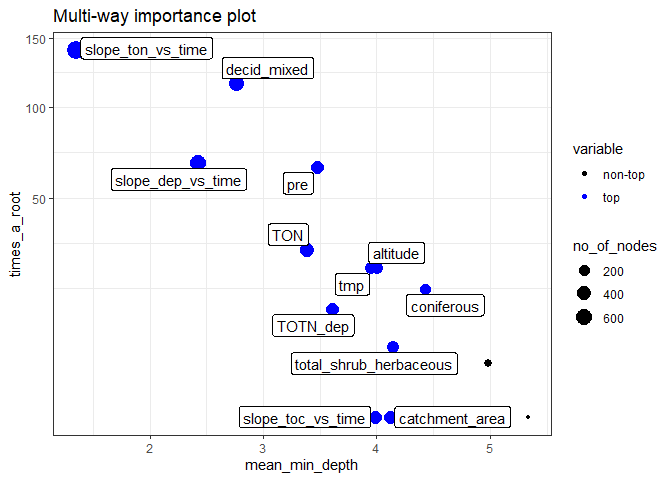 Multi-way importance plot
150
slope_ton_vs_time
decid_mixed
100
slope_dep_vs_time
pre
50
TON
altitude
tmp
coniferous
TOTN_dep
total_shrub_herbaceous
slope_toc_vs_time
catchment_area
times_a_root
2
3
4
5
mean_min_depth
variable
non-top
top
no_of_nodes
200
400
600